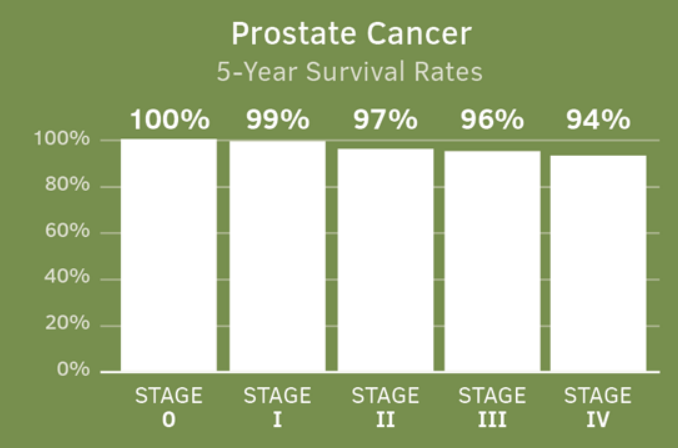 Prostate Cancer
5-Year Survival Rates
100% 99% 97% 96% 94%
100%
80%
60%
40%
20%
0%
STAGE STAGE STAGE STAGE STAGE
0 I II III IV